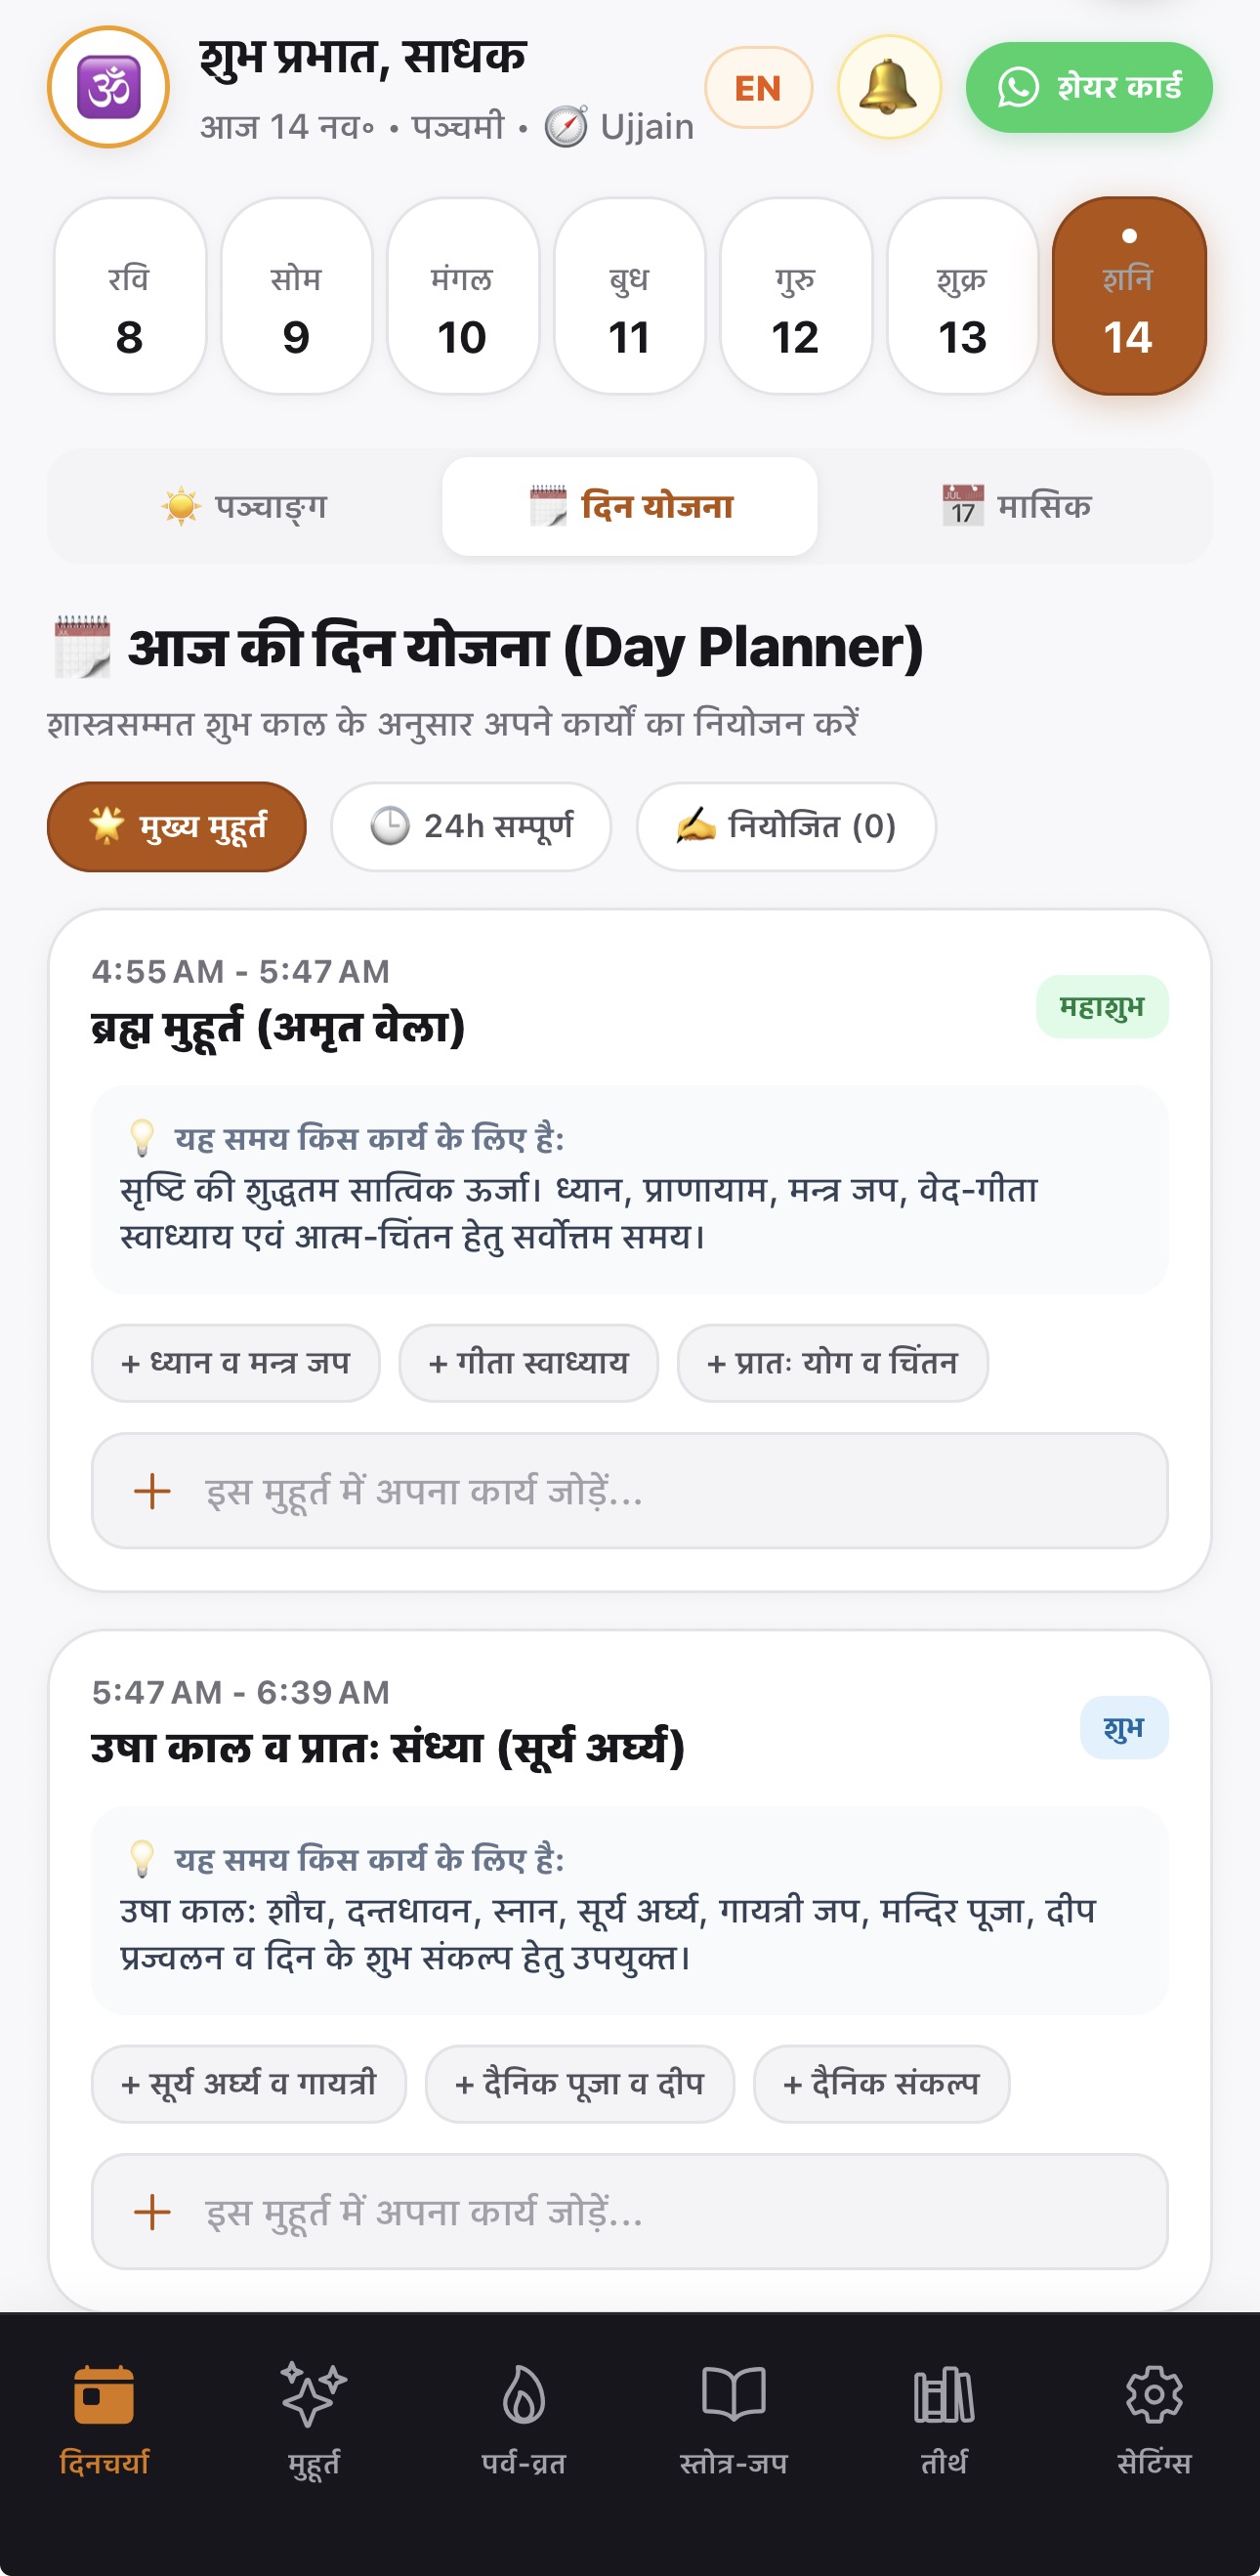 शुभ प्रभात, साधक
आज 14 नव॰ • पञ्चमी • Ujjain
EN
शेयर कार्ड
रवि 8
सोम 9
मंगल 10
बुध 11
गुरु 12
शुक्र 13
शनि 14
पञ्चाङ्ग
दिन योजना
मासिक
आज की दिन योजना (Day Planner)
शास्त्रसम्मत शुभ काल के अनुसार अपने कार्यों का नियोजन करें
मुख्य मुहूर्त
24h सम्पूर्ण
नियोजित (0)
4:55 AM - 5:47 AM
ब्रह्म मुहूर्त (अमृत वेला)
महाशुभ
यह समय किस कार्य के लिए है:
सृष्टि की शुद्धतम सात्विक ऊर्जा। ध्यान, प्राणायाम, मन्त्र जप, वेद-गीता
स्वाध्याय एवं आत्म-चिंतन हेतु सर्वोत्तम समय।
+ ध्यान व मन्त्र जप
+ गीता स्वाध्याय
+ प्रातः योग व चिंतन
+ इस मुहूर्त में अपना कार्य जोड़ें...
5:47 AM - 6:39 AM
उषा काल व प्रातः संध्या (सूर्य अर्घ्य)
शुभ
यह समय किस कार्य के लिए है:
उषा काल: शौच, दन्तधावन, स्नान, सूर्य अर्घ्य, गायत्री जप, मन्दिर पूजा, दीप
प्रज्वलन व दिन के शुभ संकल्प हेतु उपयुक्त।
+ सूर्य अर्घ्य व गायत्री
+ दैनिक पूजा व दीप
+ दैनिक संकल्प
+ इस मुहूर्त में अपना कार्य जोड़ें...
दिनचर्या
मुहूर्त
पर्व-व्रत
स्तोत्र-जप
तीर्थ
सेटिंग्स